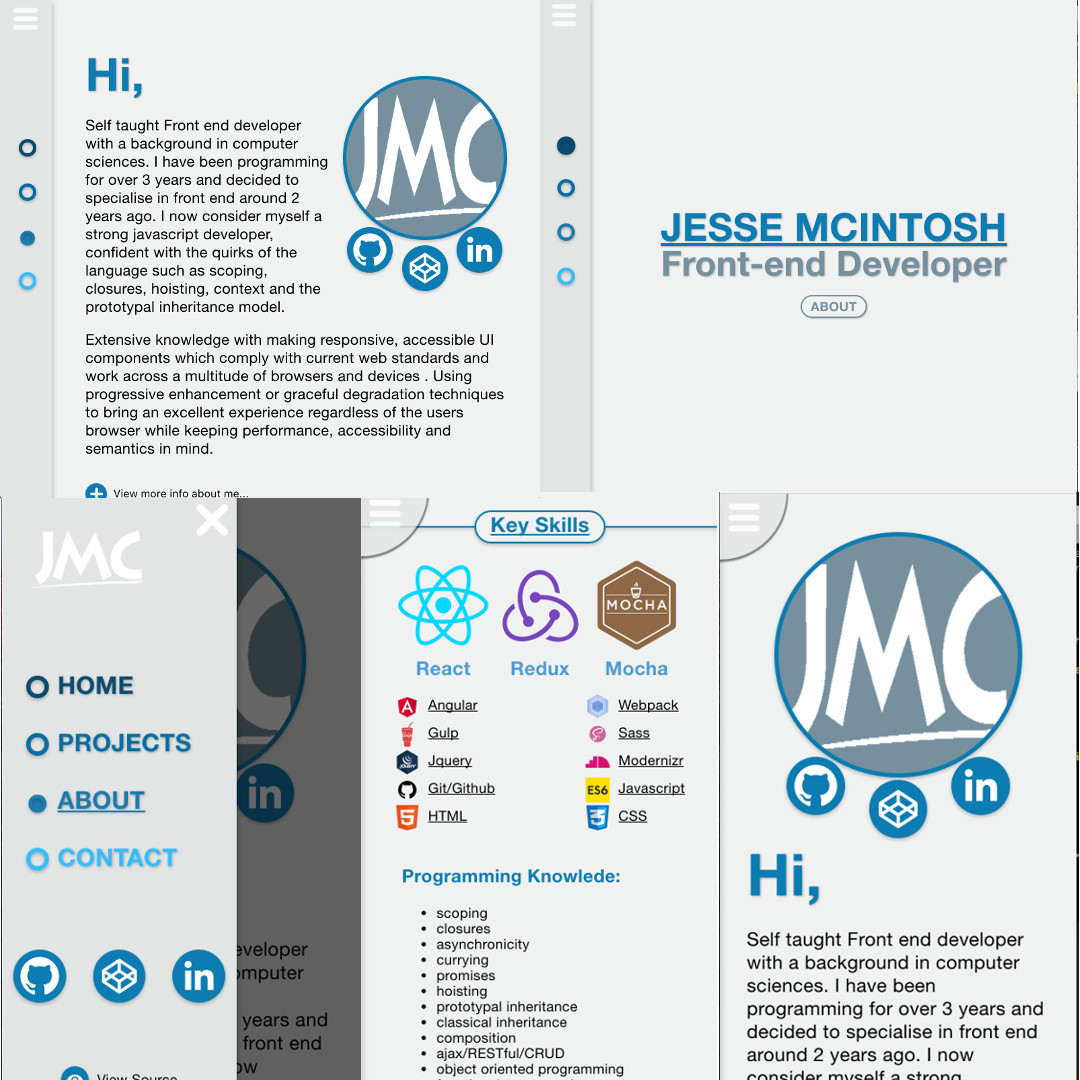 Hi,
Self taught Front end developer
with a background in computer
sciences. I have been programming
for over 3 years and decided to
specialise in front end around 2
years ago. I now consider myself a
strong javascript developer,
confident with the quirks of the
language such as scoping,
closures, hoisting, context and the
prototypal inheritance model.
Extensive knowledge with making responsive, accessible UI
components which comply with current web standards and
work across a multitude of browsers and devices . Using
progressive enhancement or graceful degradation techniques
to bring an excellent experience regardless of the users
browser while keeping performance, accessibility and
semantics in mind.
View more info about me...
JMC
in
JESSE MCINTOSH
Front-end Developer
ABOUT
JMC
HOME
PROJECTS
ABOUT
CONTACT
in
View Source
C
in
eveloper
omputer
years and
front end
ow
Key Skills
MOCHA
React
Redux
Mocha
Angular
Webpack
Gulp
Sass
Jquery
Modernizr
Git/Github
ES6
Javascript
HTML
CSS
Programming Knowlede:
• scoping
• closures
• asynchronicity
• currying
• promises
• hoisting
• prototypal inheritance
• classical inheritance
• composition
• ajax/RESTful/CRUD
• object oriented programming
JMC
in
Hi,
Self taught Front end developer
with a background in computer
sciences. I have been
programming for over 3 years and
decided to specialise in front end
around 2 years ago. I now
consider myself a strong